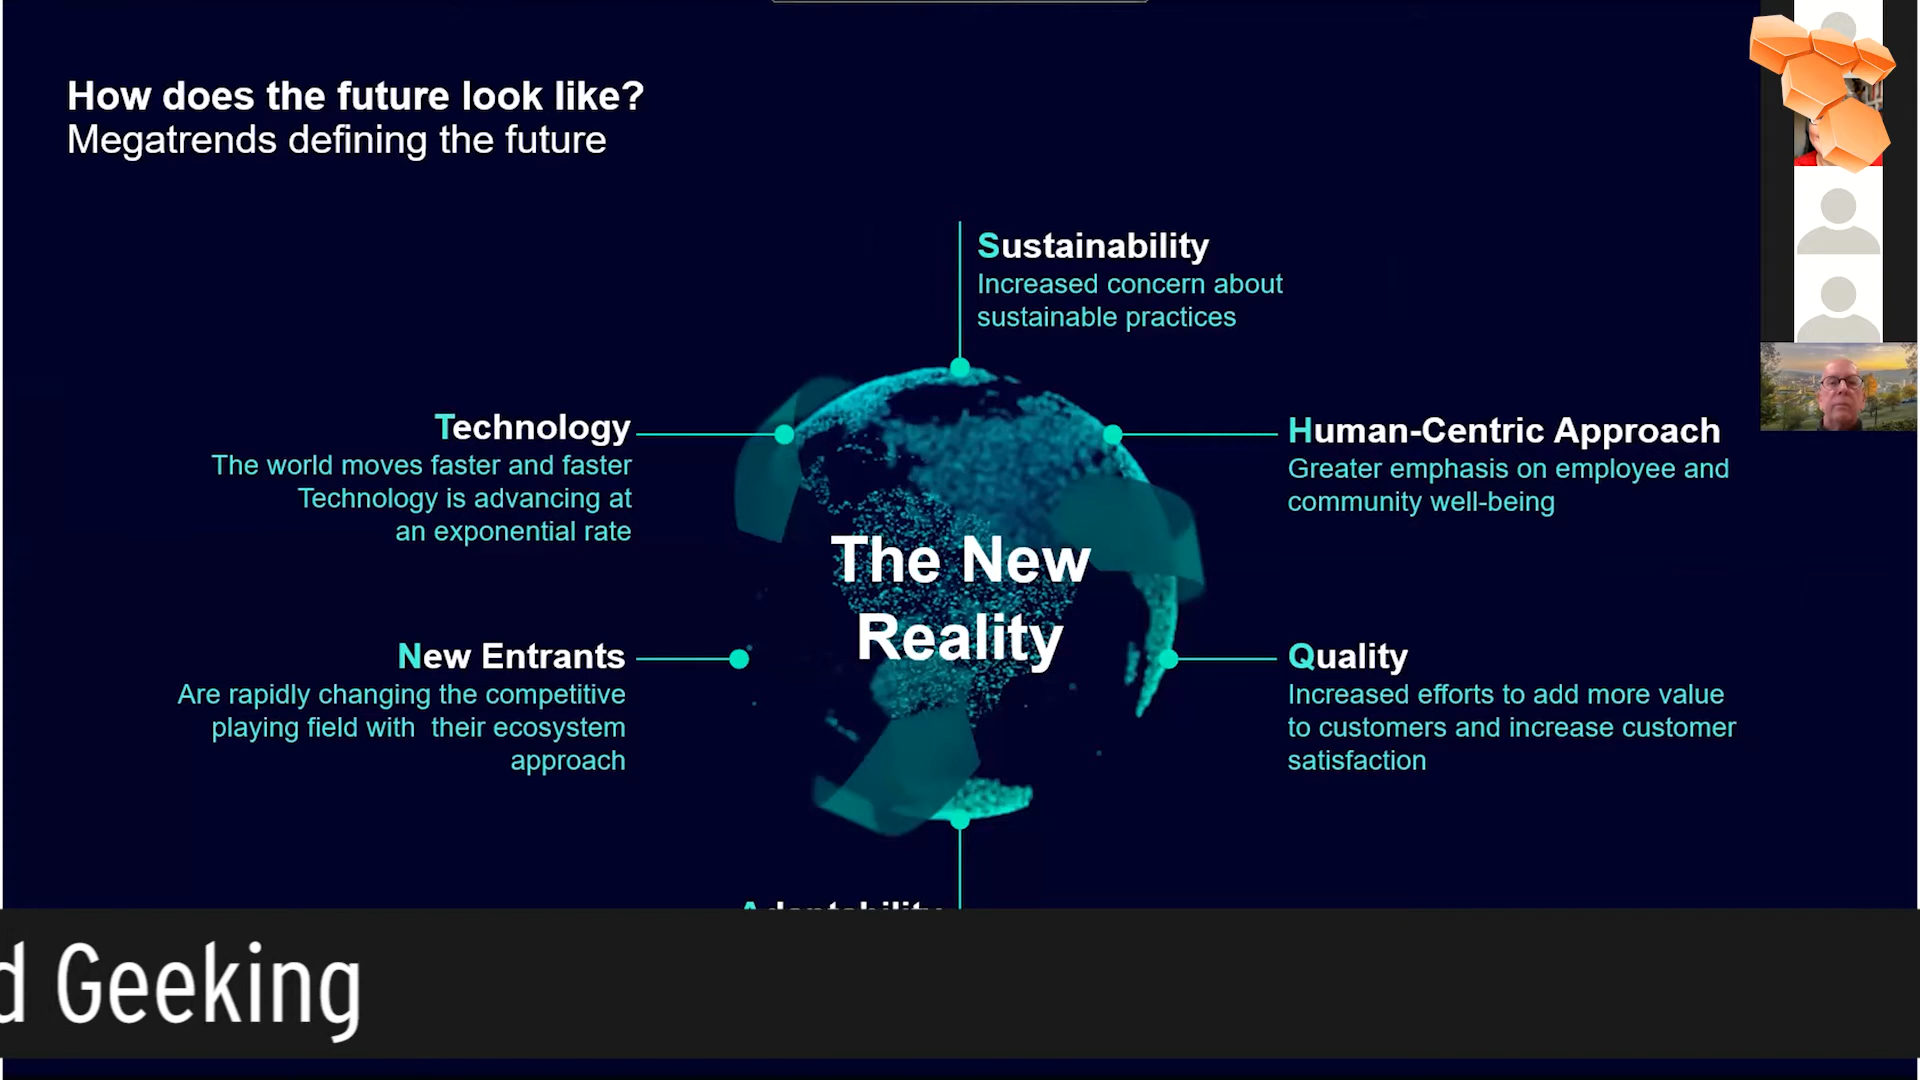 How does the future look like?
Megatrends defining the future
Sustainability
Increased concern about
sustainable practices
Technology
The world moves faster and faster
Technology is advancing at
an exponential rate
Human-Centric Approach
Greater emphasis on employee and
community well-being
The New
Reality
New Entrants
Are rapidly changing the competitive
playing field with their ecosystem
approach
Quality
Increased efforts to add more value
to customers and increase customer
satisfaction
Adaptability
d Geeking